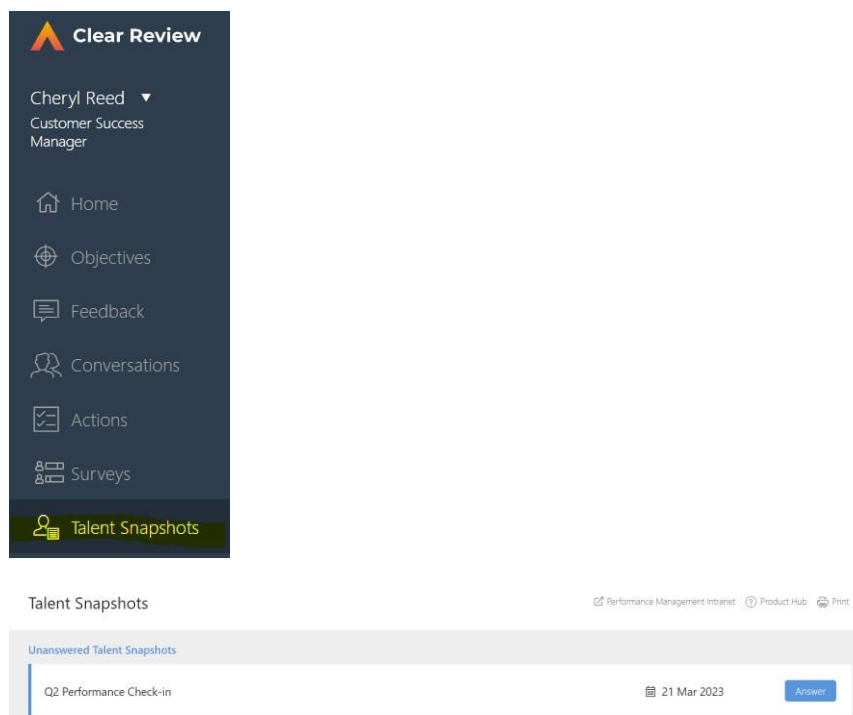 Clear Review
Cheryl Reed
Customer Success
Manager
Home
Objectives
Feedback
Conversations
Actions
Surveys
Talent Snapshots
Talent Snapshots
Performance Management Intranet Product Hub Print
Unanswered Talent Snapshots
Q2 Performance Check-in 21 Mar 2023 Answer